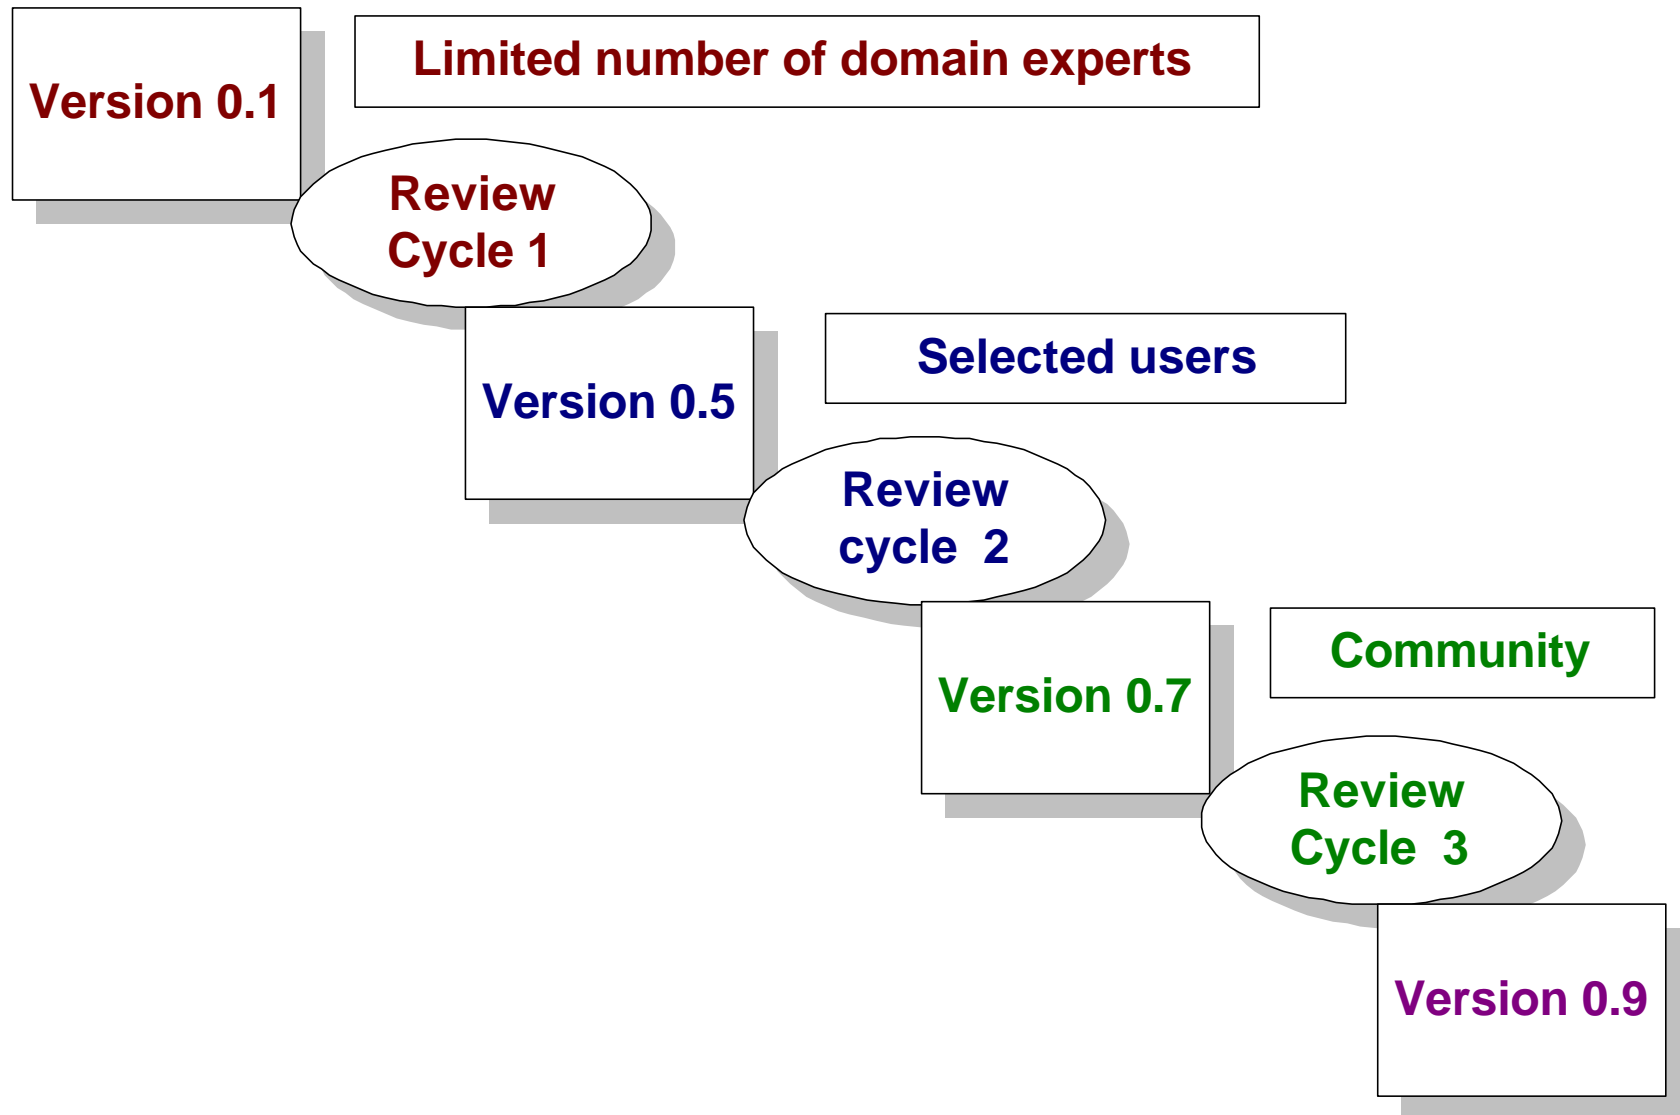 Limited number of domain experts
Version 0.1
Review
Cycle 1
Selected users
Version 0.5
Review
cycle  2
Community
Version 0.7
Review
Cycle  3
Version 0.9